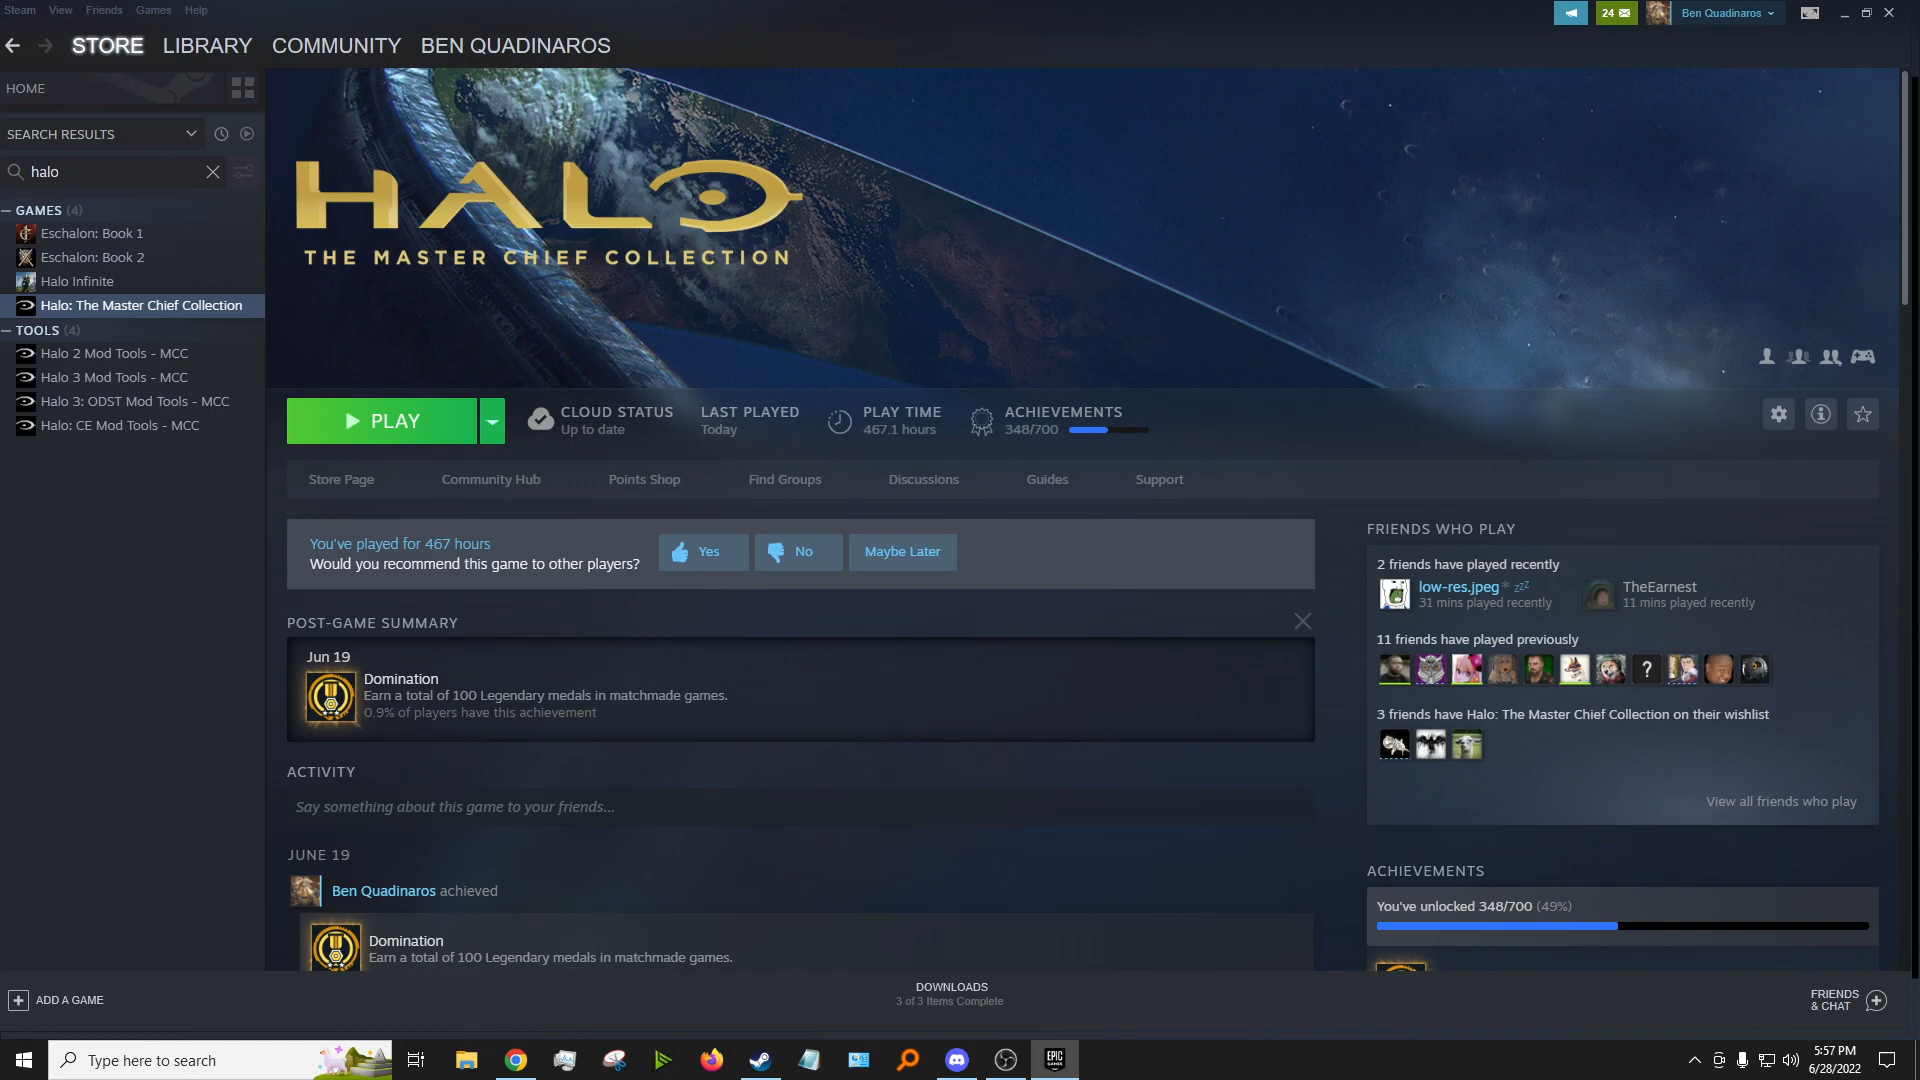 Steam View Friends Games Help
24 Ben Quadinaros
STORE LIBRARY COMMUNITY BEN QUADINAROS
HOME
SEARCH RESULTS
halo
GAMES (4)
Eschalon: Book 1
Eschalon: Book 2
Halo Infinite
Halo: The Master Chief Collection
TOOLS (4)
Halo 2 Mod Tools - MCC
Halo 3 Mod Tools - MCC
Halo 3: ODST Mod Tools - MCC
Halo: CE Mod Tools - MCC
HALO
THE MASTER CHIEF COLLECTION
PLAY
CLOUD STATUS
Up to date
LAST PLAYED
Today
PLAY TIME
467.1 hours
ACHIEVEMENTS
348/700
Store Page Community Hub Points Shop Find Groups Discussions Guides Support
You've played for 467 hours
Would you recommend this game to other players?
Yes No Maybe Later
POST-GAME SUMMARY
Jun 19
Domination
Earn a total of 100 Legendary medals in matchmade games.
0.9% of players have this achievement
ACTIVITY
Say something about this game to your friends...
JUNE 19
Ben Quadinaros achieved
Domination
Earn a total of 100 Legendary medals in matchmade games.
FRIENDS WHO PLAY
2 friends have played recently
low-res.jpeg* zzZ
31 mins played recently
TheEarnest
11 mins played recently
11 friends have played previously
?
3 friends have Halo: The Master Chief Collection on their wishlist
View all friends who play
ACHIEVEMENTS
You've unlocked 348/700 (49%)
ADD A GAME
DOWNLOADS
3 of 3 Items Complete
FRIENDS
& CHAT
Type here to search
EPIC
GAMES
5:57 PM
6/28/2022